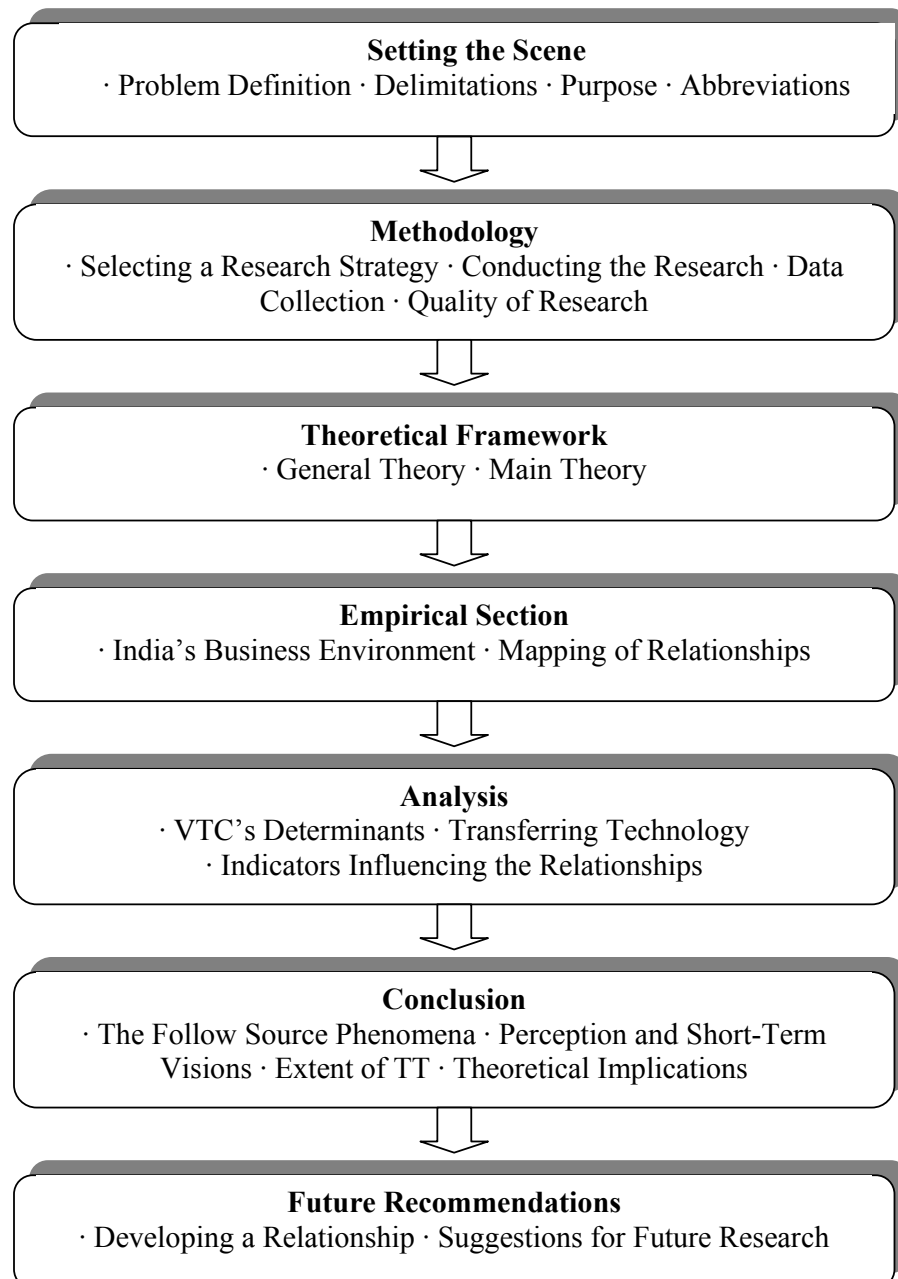 Setting the Scene
· Problem Definition · Delimitations · Purpose · Abbreviations
Methodology
· Selecting a Research Strategy · Conducting the Research · Data
Collection · Quality of Research
Theoretical Framework
· General Theory · Main Theory
Empirical Section
· India’s Business Environment · Mapping of Relationships
Analysis
· VTC’s Determinants · Transferring Technology
· Indicators Influencing the Relationships
Conclusion
· The Follow Source Phenomena · Perception and Short-Term
Visions · Extent of TT · Theoretical Implications
Future Recommendations
· Developing a Relationship · Suggestions for Future Research